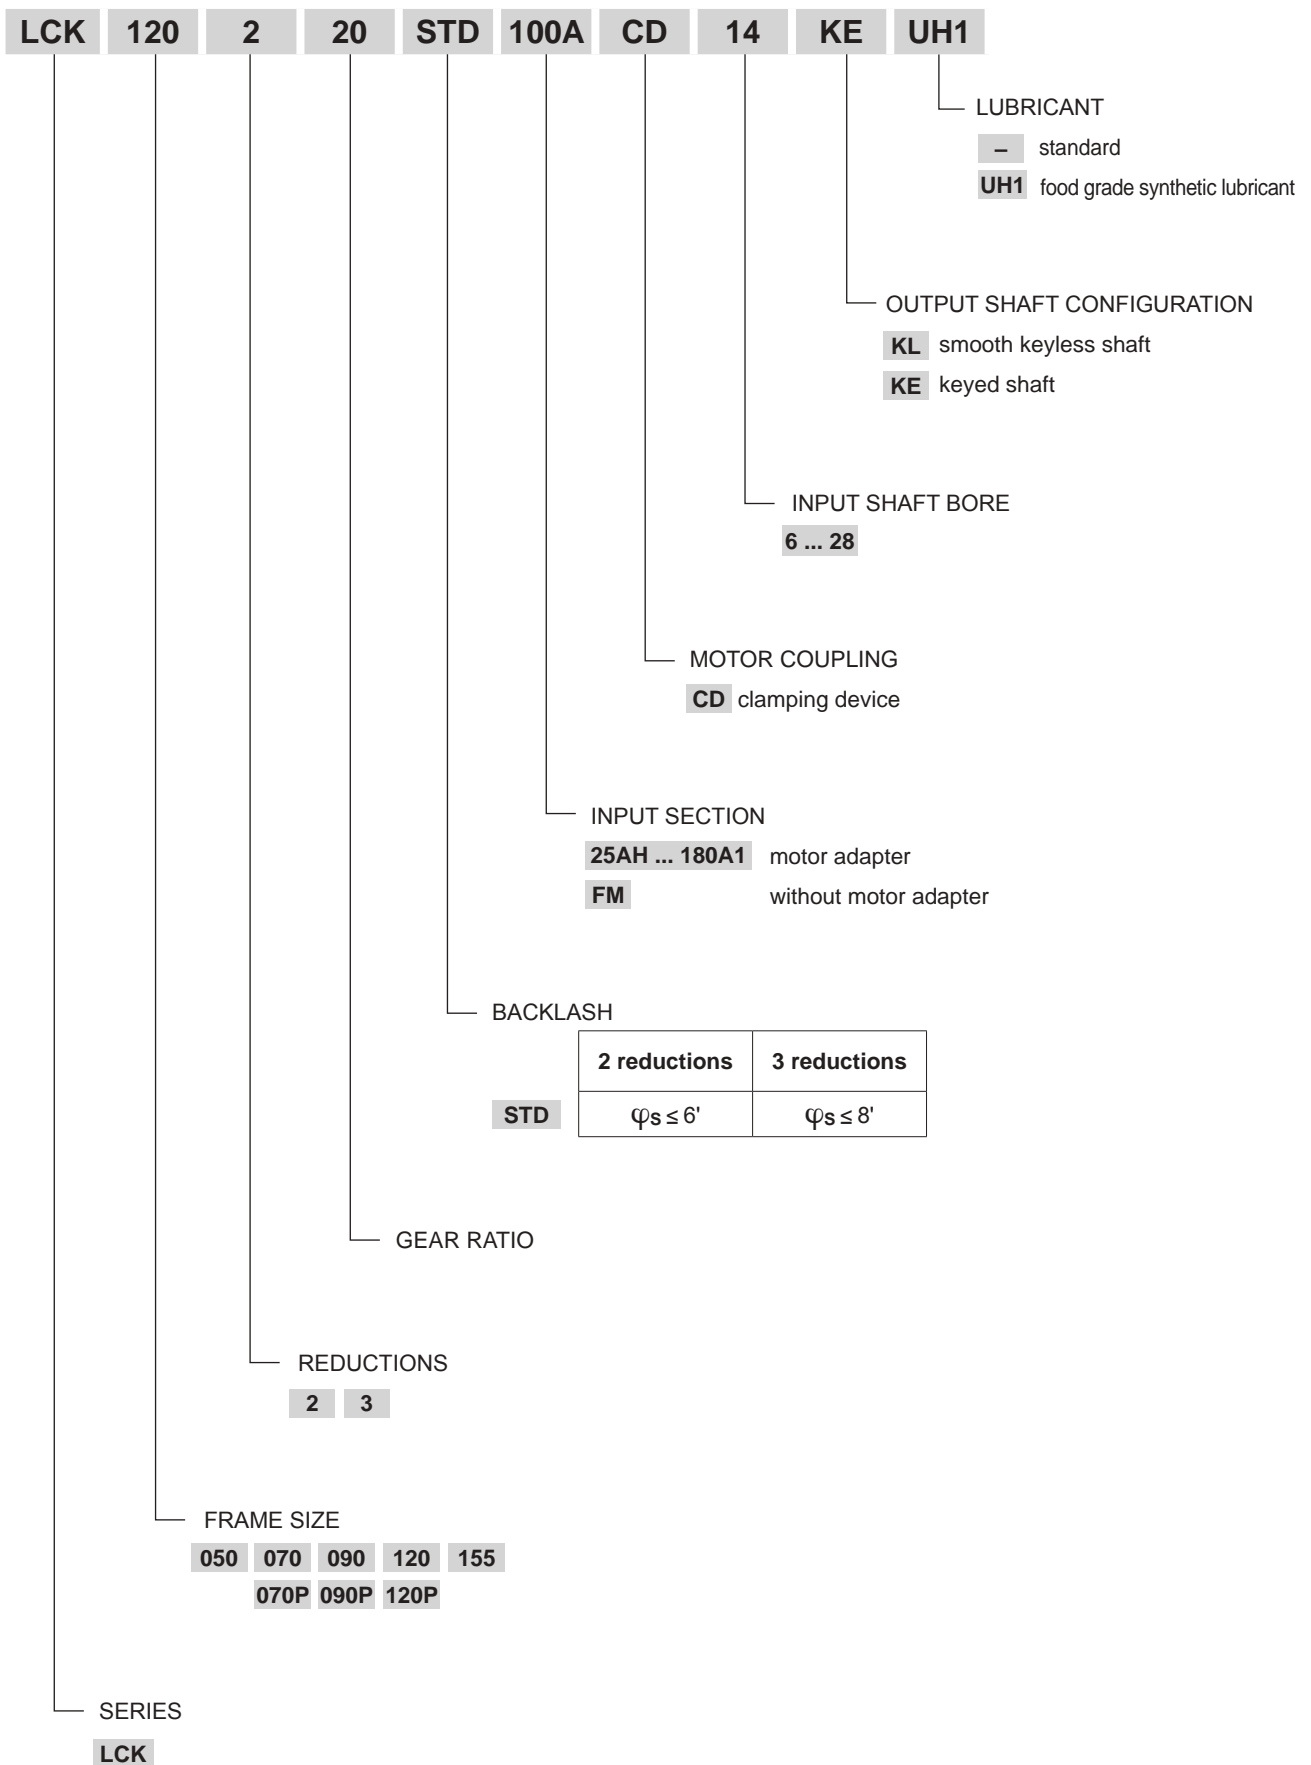 LCK 120 2 20 STD 100A CD 14 KE UH1
LUBRICANT
– standard
UH1 food grade synthetic lubricant
OUTPUT SHAFT CONFIGURATION
KL smooth keyless shaft
KE keyed shaft
INPUT SHAFT BORE
6 ... 28
MOTOR COUPLING
CD clamping device
INPUT SECTION
25AH ... 180A1 motor adapter
FM without motor adapter
BACKLASH
2 reductions 3 reductions
STD φs ≤ 6' φs ≤ 8'
GEAR RATIO
REDUCTIONS
2 3
FRAME SIZE
050 070 090 120 155
070P 090P 120P
SERIES
LCK